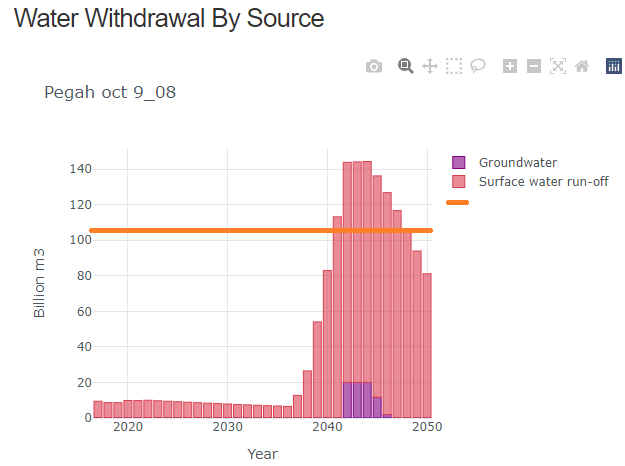 Water Withdrawal By Source
Pegah oct 9_08
140
120
100
80
60
40
20
0
Billion m3
2020
2030
2040
2050
Year
Groundwater
Surface water run-off